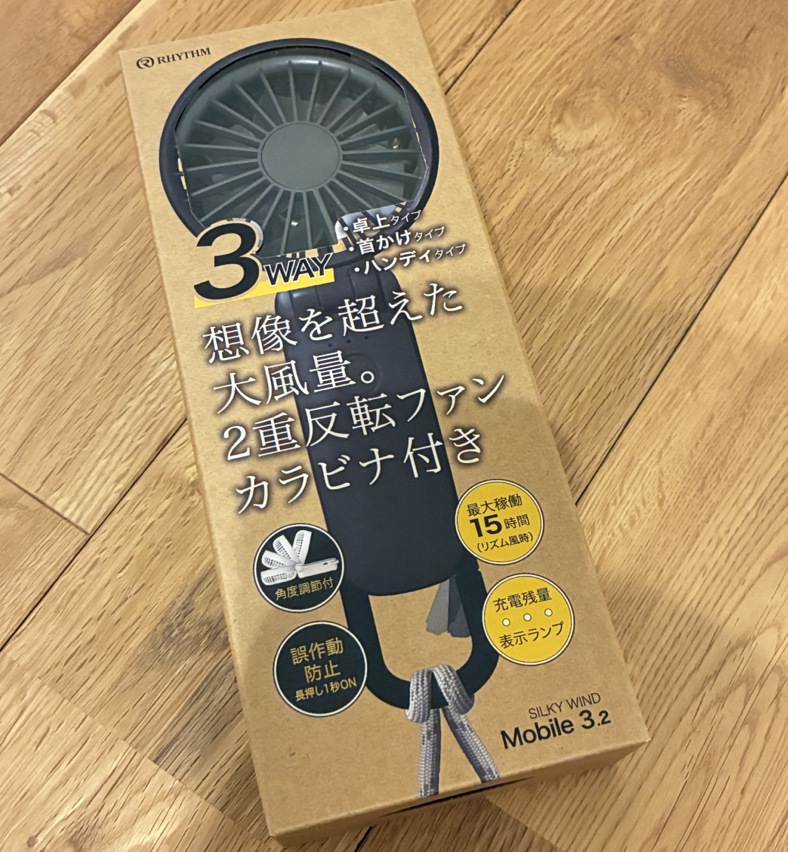 RHYTHM
3WAY
・卓上タイプ
・首かけタイプ
・ハンディタイプ
想像を超えた
大風量。
2重反転ファン
カラビナ付き
最大稼働
15時間
(リズム風時)
角度調節付
充電残量
表示ランプ
誤作動
防止
長押し1秒ON
SILKY WIND
Mobile 3.2